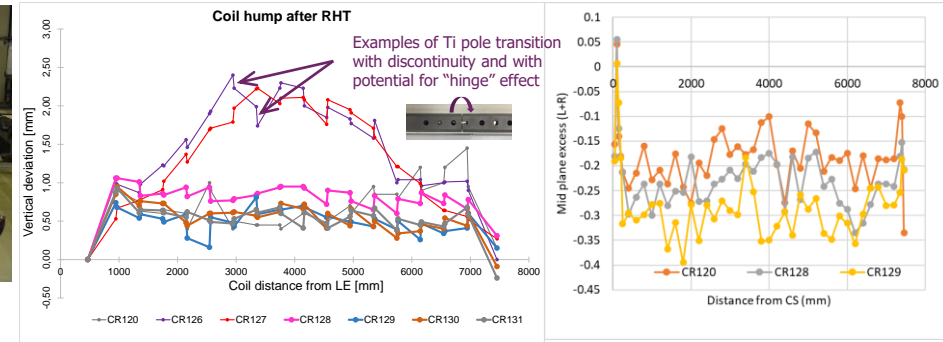 Coil hump after RHT
Examples of Ti pole transition
with discontinuity and with
potential for "hinge" effect
Vertical deviation [mm]
3,00
2,50
2,00
1,50
1,00
0,50
0,00
-0,50
0 1000 2000 3000 4000 5000 6000 7000 8000
Coil distance from LE [mm]
CR120 CR126 CR127 CR128 CR129 CR130 CR131
Mid plane excess (L+R)
0.1
0.05
0
-0.05
-0.1
-0.15
-0.2
-0.25
-0.3
-0.35
-0.4
-0.45
0 2000 4000 6000 8000
CR120 CR128 CR129
Distance from CS (mm)